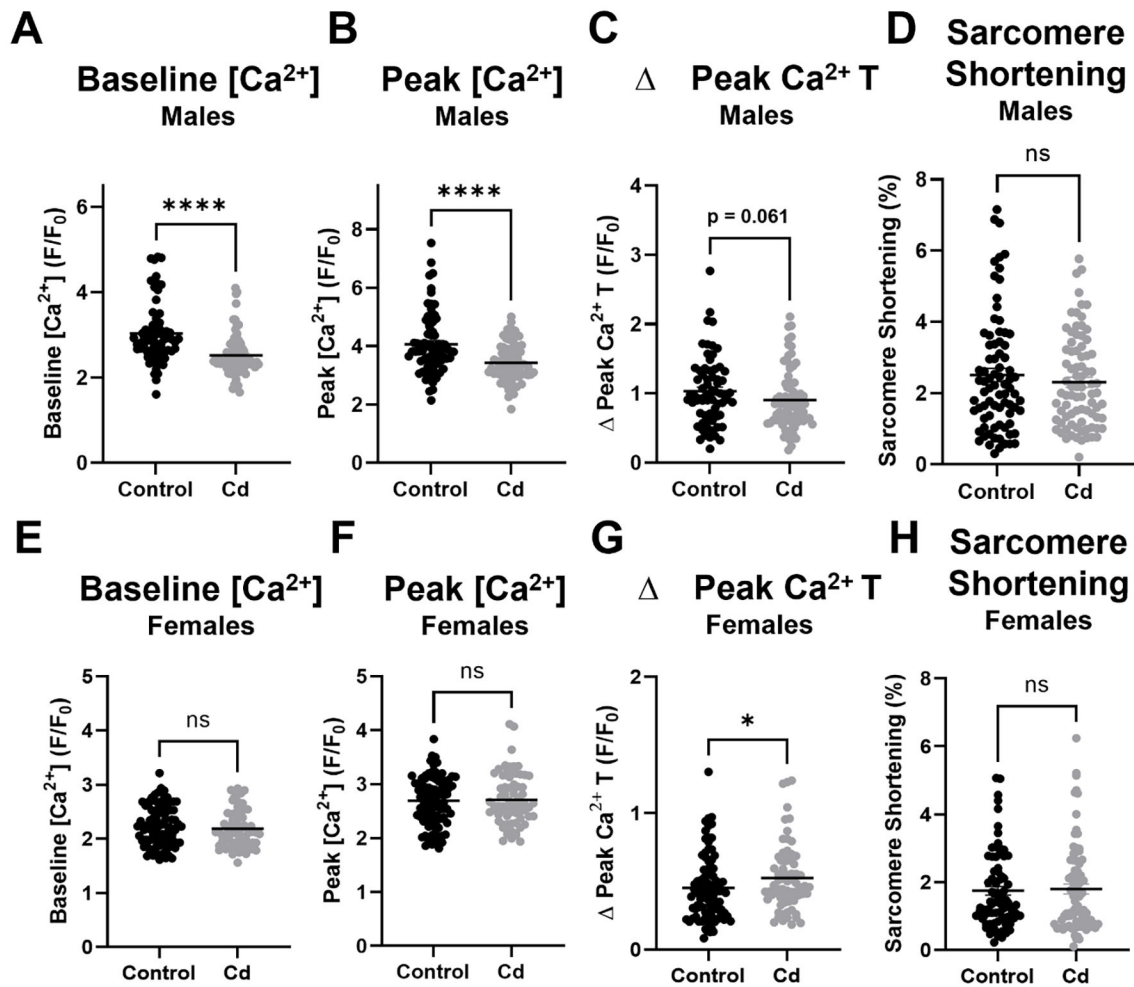 A
Baseline [Ca²⁺]
Males
Baseline [Ca²⁺] (F/F₀)
6
4
2
0
****
Control
Cd
B
Peak [Ca²⁺]
Males
Peak [Ca²⁺] (F/F₀)
8
6
4
2
0
****
Control
Cd
C
Δ Peak Ca²⁺ T
Males
Δ Peak Ca²⁺ T (F/F₀)
4
3
2
1
0
p = 0.061
Control
Cd
D
Sarcomere
Shortening
Males
Sarcomere Shortening (%)
8
6
4
2
0
ns
Control
Cd
E
Baseline [Ca²⁺]
Females
Baseline [Ca²⁺] (F/F₀)
5
4
3
2
1
0
ns
Control
Cd
F
Peak [Ca²⁺]
Females
Peak [Ca²⁺] (F/F₀)
5
4
3
2
1
0
ns
Control
Cd
G
Δ Peak Ca²⁺ T
Females
Δ Peak Ca²⁺ T (F/F₀)
2
1
0
*
Control
Cd
H
Sarcomere
Shortening
Females
Sarcomere Shortening (%)
8
6
4
2
0
ns
Control
Cd